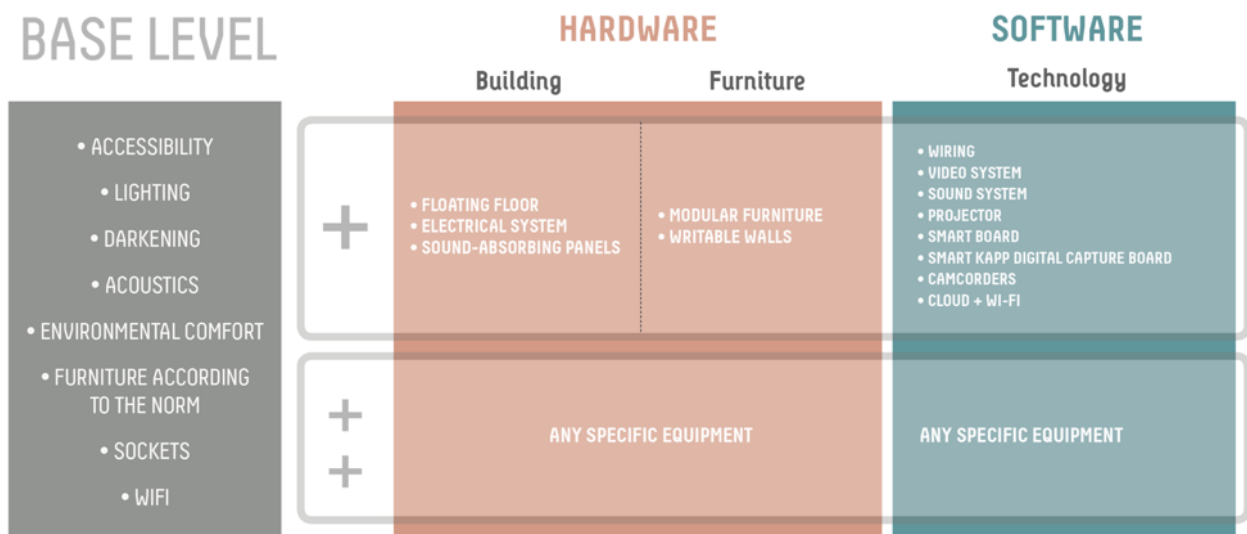 BASE LEVEL
HARDWARE
SOFTWARE
Building
Furniture
Technology
• ACCESSIBILITY
• LIGHTING
• DARKENING
• ACOUSTICS
• ENVIRONMENTAL COMFORT
• FURNITURE ACCORDING
TO THE NORM
• SOCKETS
• WIFI
+
• FLOATING FLOOR
• ELECTRICAL SYSTEM
• SOUND-ABSORBING PANELS
• MODULAR FURNITURE
• WRITABLE WALLS
• WIRING
• VIDEO SYSTEM
• SOUND SYSTEM
• PROJECTOR
• SMART BOARD
• SMART KAPP DIGITAL CAPTURE BOARD
• CAMCORDERS
• CLOUD + WI-FI
+
+
ANY SPECIFIC EQUIPMENT
ANY SPECIFIC EQUIPMENT